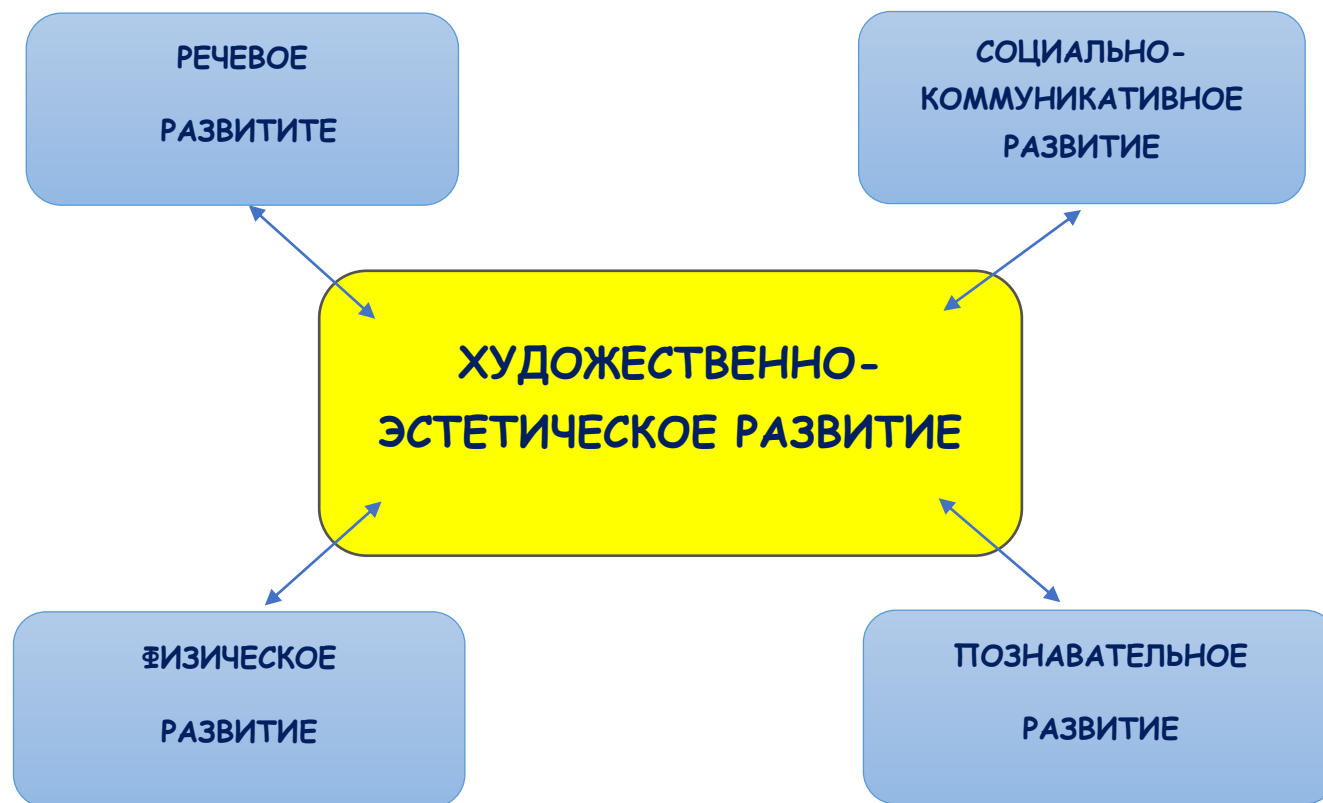 РЕЧЕВОЕ
РАЗВИТИТЕ
СОЦИАЛЬНО-
КОММУНИКАТИВНОЕ
РАЗВИТИЕ
ХУДОЖЕСТВЕННО-
ЭСТЕТИЧЕСКОЕ РАЗВИТИЕ
ФИЗИЧЕСКОЕ
РАЗВИТИЕ
ПОЗНАВАТЕЛЬНОЕ
РАЗВИТИЕ